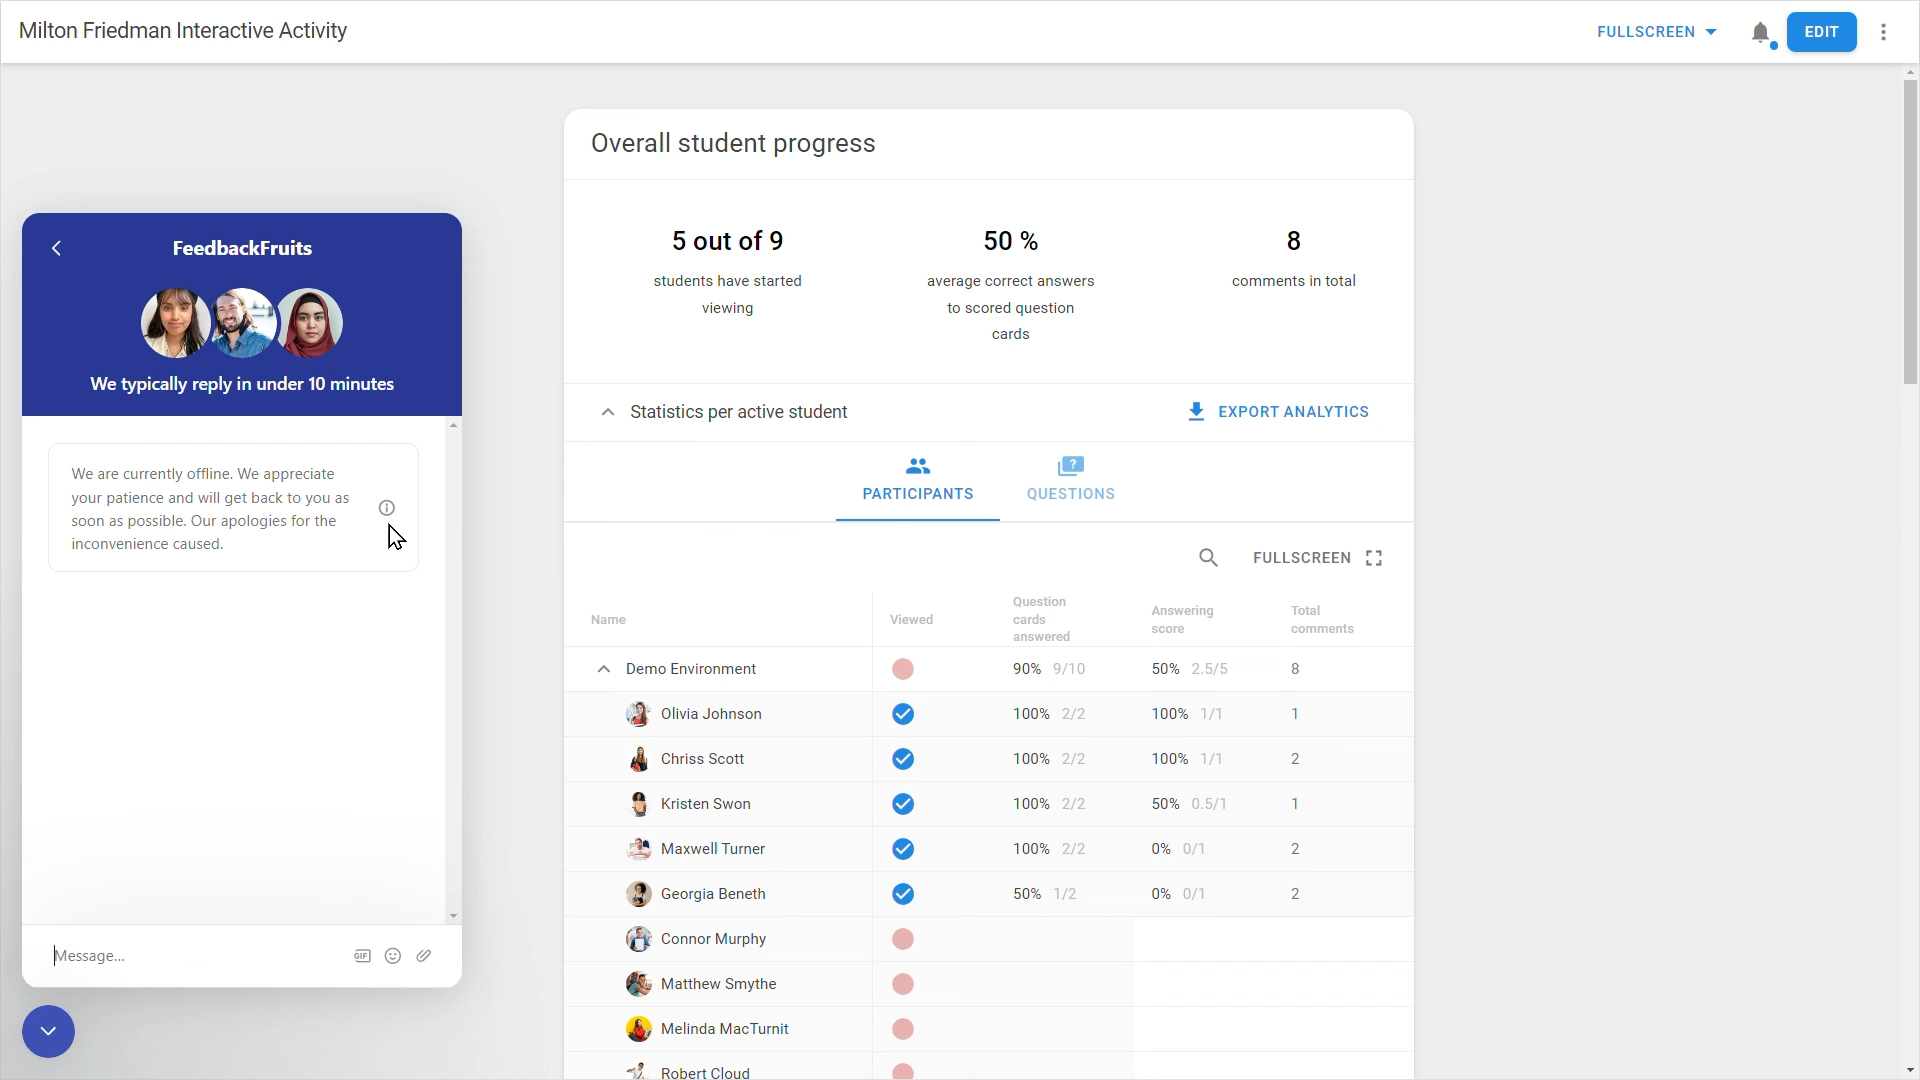 Milton Friedman Interactive Activity
FULLSCREEN
EDIT
FeedbackFruits
We typically reply in under 10 minutes
We are currently offline. We appreciate
your patience and will get back to you as
soon as possible. Our apologies for the
inconvenience caused.
Message...
GIF
Overall student progress
5 out of 9
students have started
viewing
50 %
average correct answers
to scored question
cards
8
comments in total
Statistics per active student
EXPORT ANALYTICS
PARTICIPANTS
?
QUESTIONS
FULLSCREEN
Name
Viewed
Question
cards
answered
Answering
score
Total
comments
Demo Environment 90% 9/10 50% 2.5/5 8
Olivia Johnson 100% 2/2 100% 1/1 1
Chriss Scott 100% 2/2 100% 1/1 2
Kristen Swon 100% 2/2 50% 0.5/1 1
Maxwell Turner 100% 2/2 0% 0/1 2
Georgia Beneth 50% 1/2 0% 0/1 2
Connor Murphy
Matthew Smythe
Melinda MacTurnit
Robert Cloud